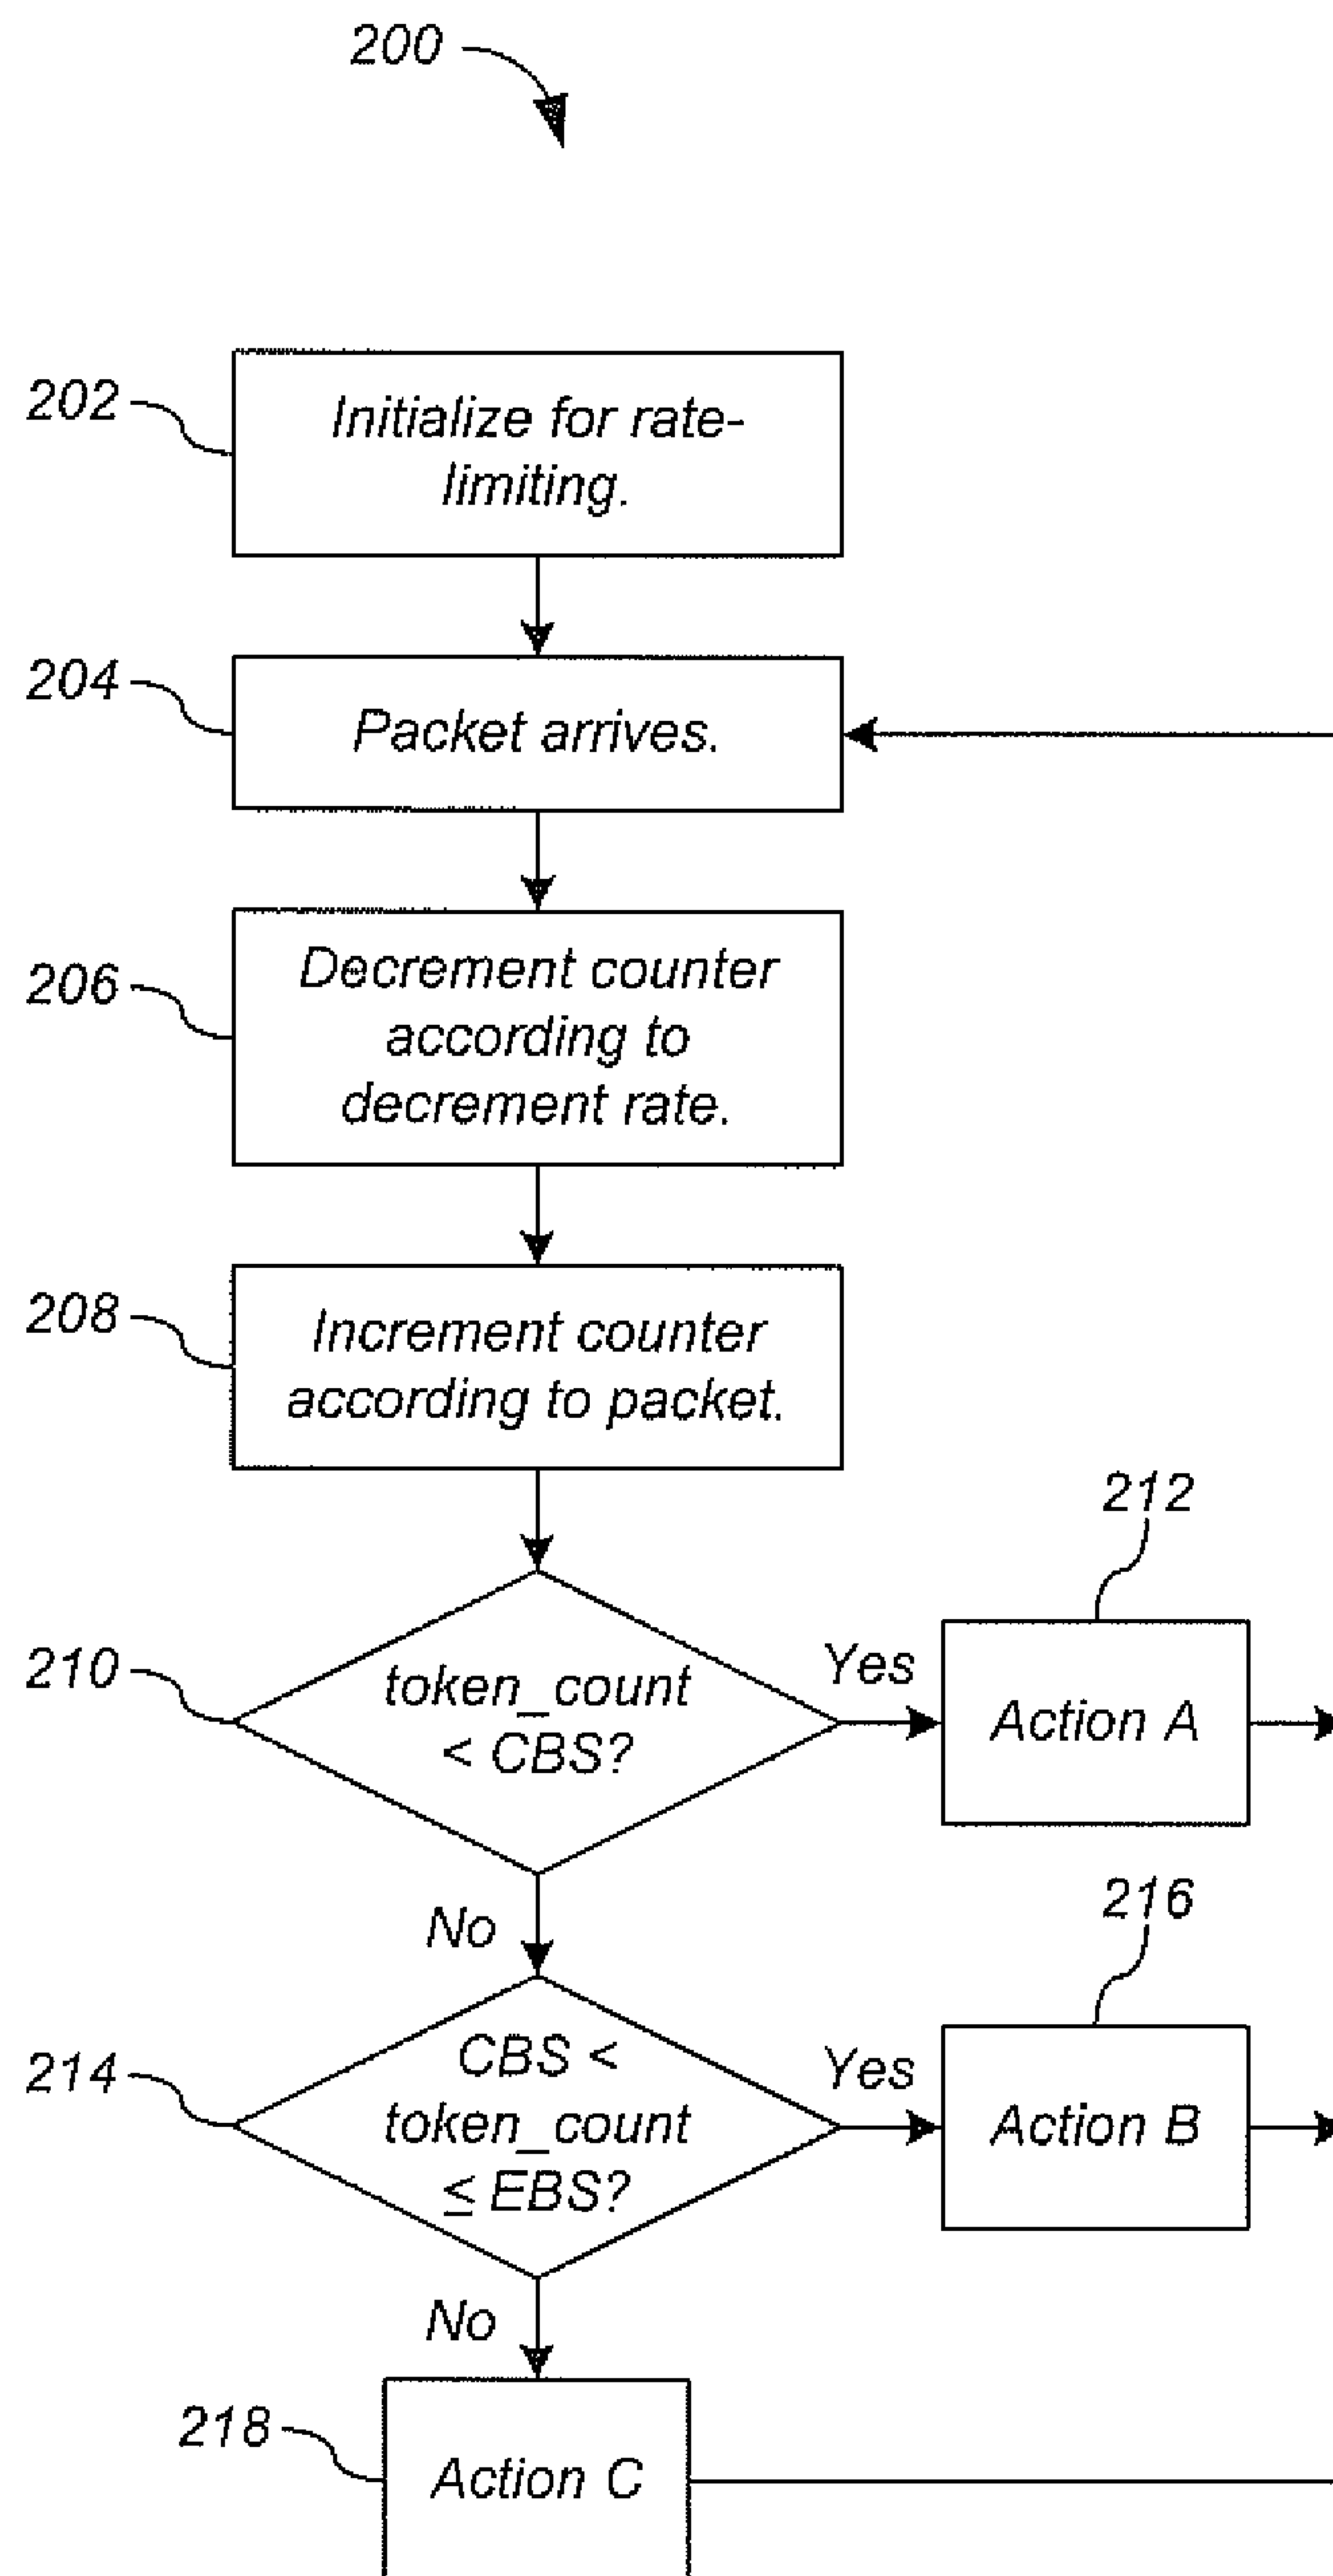 200
202
Initialize for rate-
limiting.
204
Packet arrives.
206
Decrement counter
according to
decrement rate.
208
Increment counter
according to packet.
212
210
token_count
< CBS?
Yes
Action A
No
216
214
CBS <
token_count
≤ EBS?
Yes
Action B
No
218
Action C